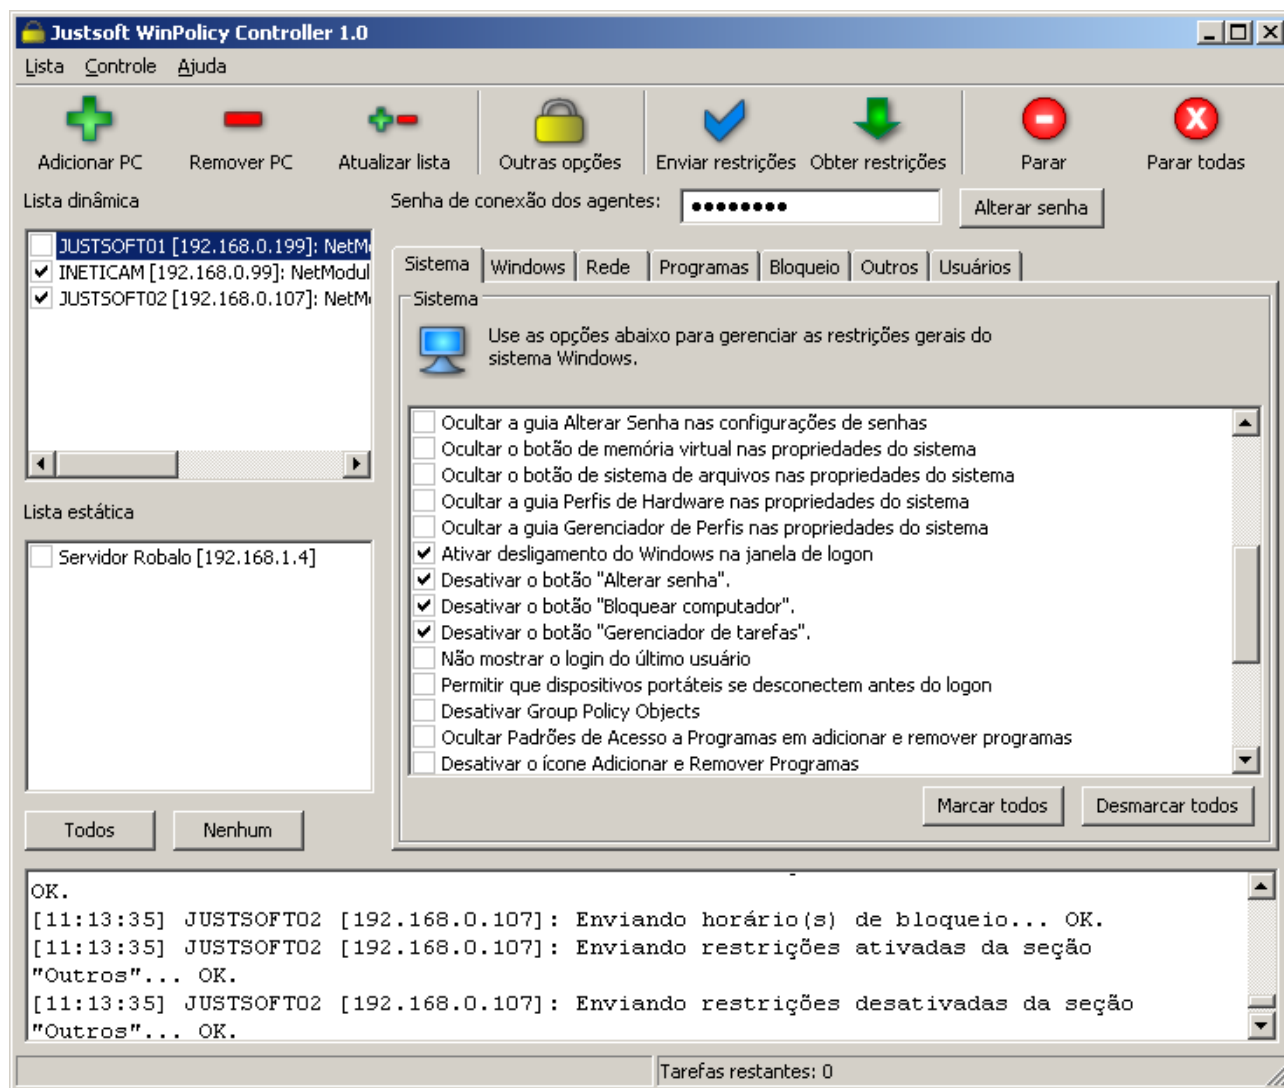 Justsoft WinPolicy Controller 1.0
Lista Controle Ajuda
Adicionar PC Remover PC Atualizar lista Outras opções Enviar restrições Obter restrições Parar Parar todas
Lista dinâmica
Senha de conexão dos agentes: ●●●●●●●● Alterar senha
JUSTSOFT01 [192.168.0.199]: NetM
INETICAM [192.168.0.99]: NetModul
JUSTSOFT02 [192.168.0.107]: NetM
Lista estática
Servidor Robalo [192.168.1.4]
Todos Nenhum
Sistema Windows Rede Programas Bloqueio Outros Usuários
Sistema
Use as opções abaixo para gerenciar as restrições gerais do
sistema Windows.
Ocultar a guia Alterar Senha nas configurações de senhas
Ocultar o botão de memória virtual nas propriedades do sistema
Ocultar o botão de sistema de arquivos nas propriedades do sistema
Ocultar a guia Perfis de Hardware nas propriedades do sistema
Ocultar a guia Gerenciador de Perfis nas propriedades do sistema
Ativar desligamento do Windows na janela de logon
Desativar o botão "Alterar senha".
Desativar o botão "Bloquear computador".
Desativar o botão "Gerenciador de tarefas".
Não mostrar o login do último usuário
Permitir que dispositivos portáteis se desconectem antes do logon
Desativar Group Policy Objects
Ocultar Padrões de Acesso a Programas em adicionar e remover programas
Desativar o ícone Adicionar e Remover Programas
Marcar todos Desmarcar todos
OK.
[11:13:35] JUSTSOFT02 [192.168.0.107]: Enviando horário(s) de bloqueio... OK.
[11:13:35] JUSTSOFT02 [192.168.0.107]: Enviando restrições ativadas da seção
"Outros"... OK.
[11:13:35] JUSTSOFT02 [192.168.0.107]: Enviando restrições desativadas da seção
"Outros"... OK.
Tarefas restantes: 0